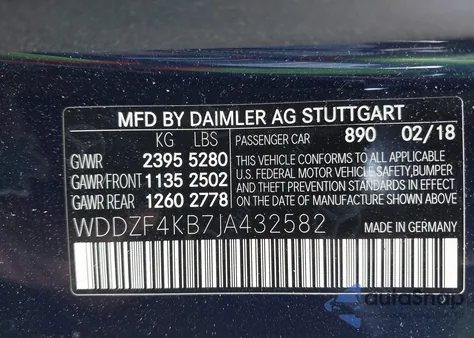 MFD BY DAIMLER AG STUTTGART
KG LBS
GVWR 2395 5280
GAWR FRONT 1135 2502
GAWR REAR 1260 2778
PASSENGER CAR 890 02/18
THIS VEHICLE CONFORMS TO ALL APPLICABLE
U.S. FEDERAL MOTOR VEHICLE SAFETY,BUMPER,
AND THEFT PREVENTION STANDARDS IN EFFECT
ON THE DATE OF MANUFACTURE SHOWN ABOVE
WDDZF4KB7JA432582
MADE IN GERMANY
autoSnap